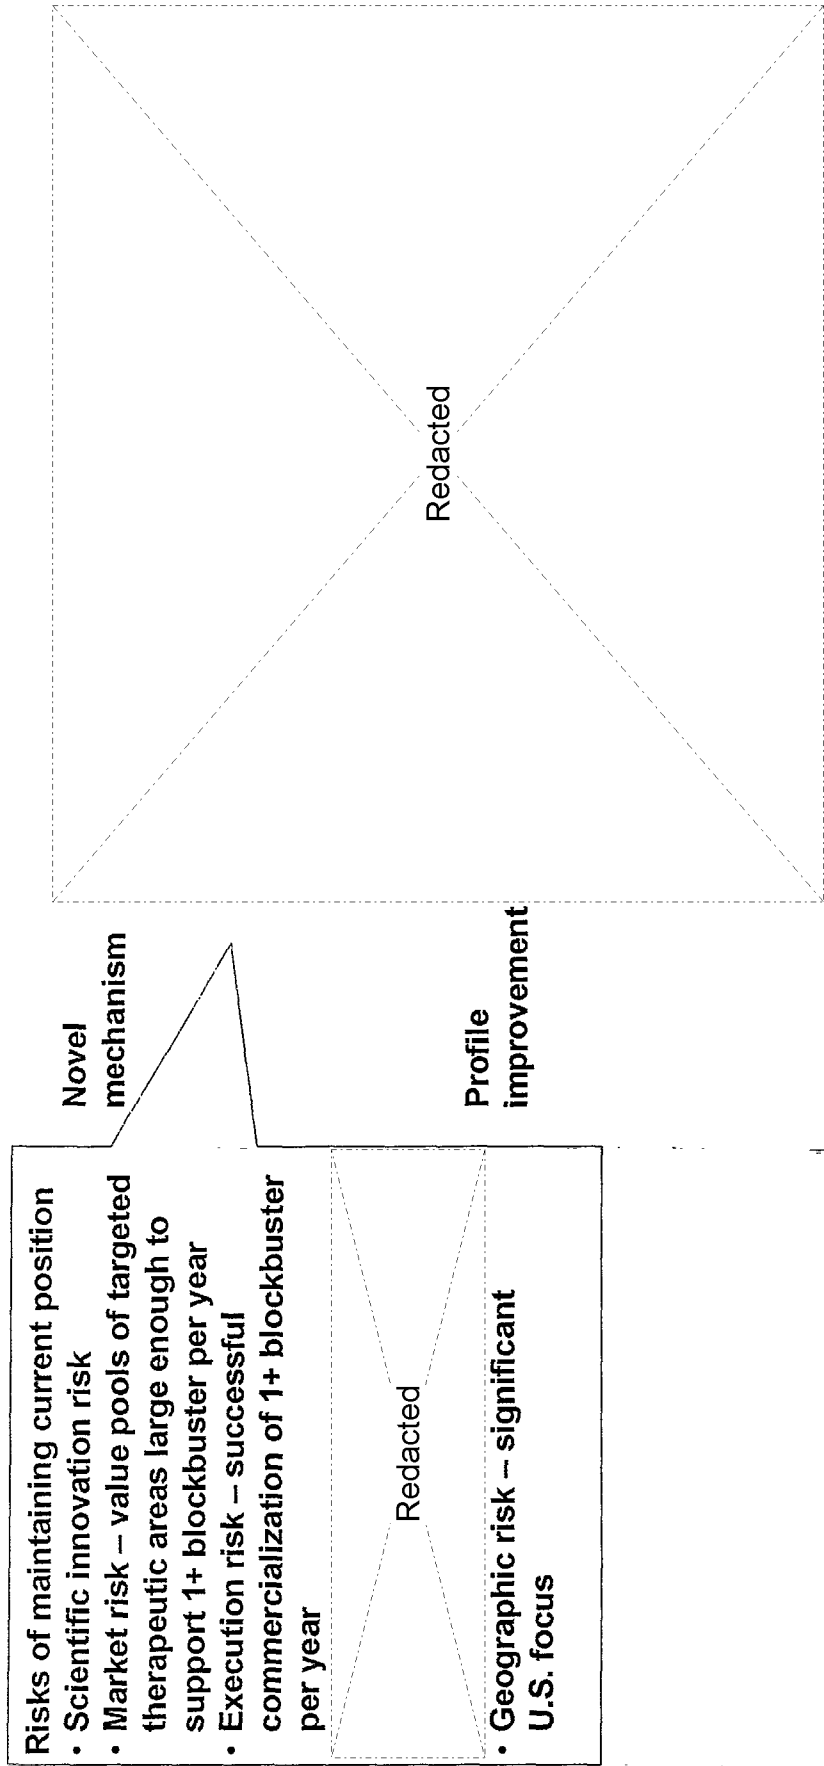 Risks of maintaining current position
• Scientific innovation risk
• Market risk – value pools of targeted
therapeutic areas large enough to
support 1+ blockbuster per year
• Execution risk – successful
commercialization of 1+ blockbuster
per year
Redacted
• Geographic risk – significant
U.S. focus
Novel
mechanism
Profile
improvement
Redacted